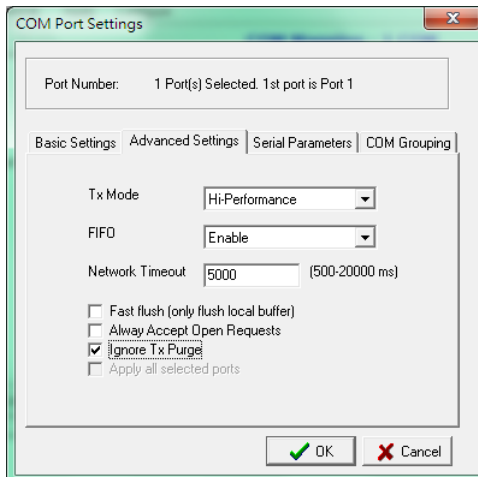 COM Port Settings
Port Number: 1 Port(s) Selected. 1st port is Port 1
Basic Settings Advanced Settings Serial Parameters COM Grouping
Tx Mode Hi-Performance
FIFO Enable
Network Timeout 5000 (500-20000 ms)
Fast flush (only flush local buffer)
Alway Accept Open Requests
Ignore Tx Purge
Apply all selected ports
OK Cancel